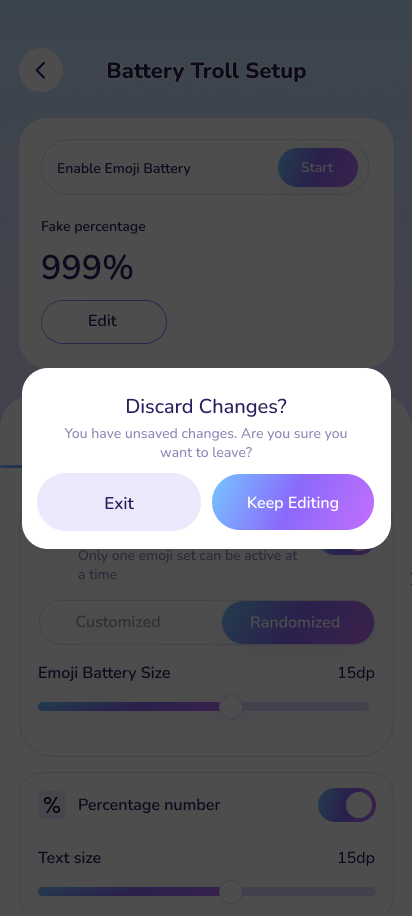 Battery Troll Setup
Enable Emoji Battery
Start
Fake percentage
999%
Edit
Discard Changes?
You have unsaved changes. Are you sure you
want to leave?
Exit
Keep Editing
Only one emoji set can be active at
a time
Customized
Randomized
Emoji Battery Size
15dp
%
Percentage number
Text size
15dp